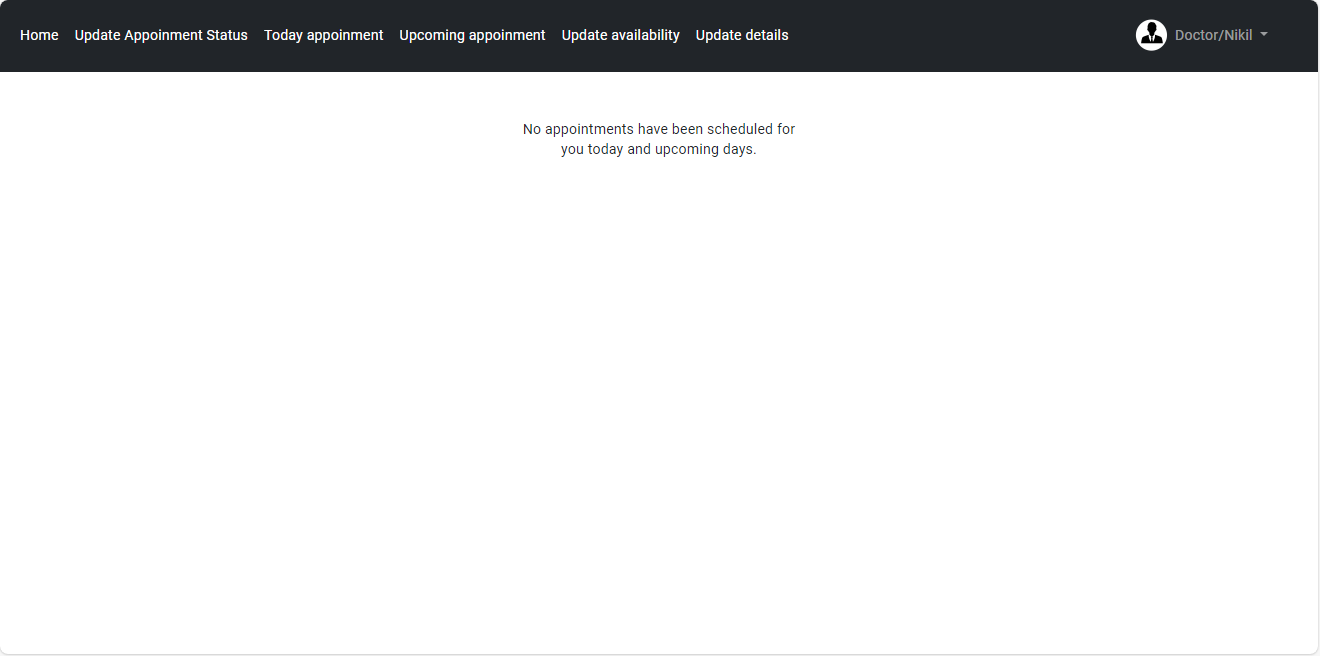 Home Update Appoinment Status Today appoinment Upcoming appoinment Update availability Update details Doctor/Nikil
No appointments have been scheduled for
you today and upcoming days.